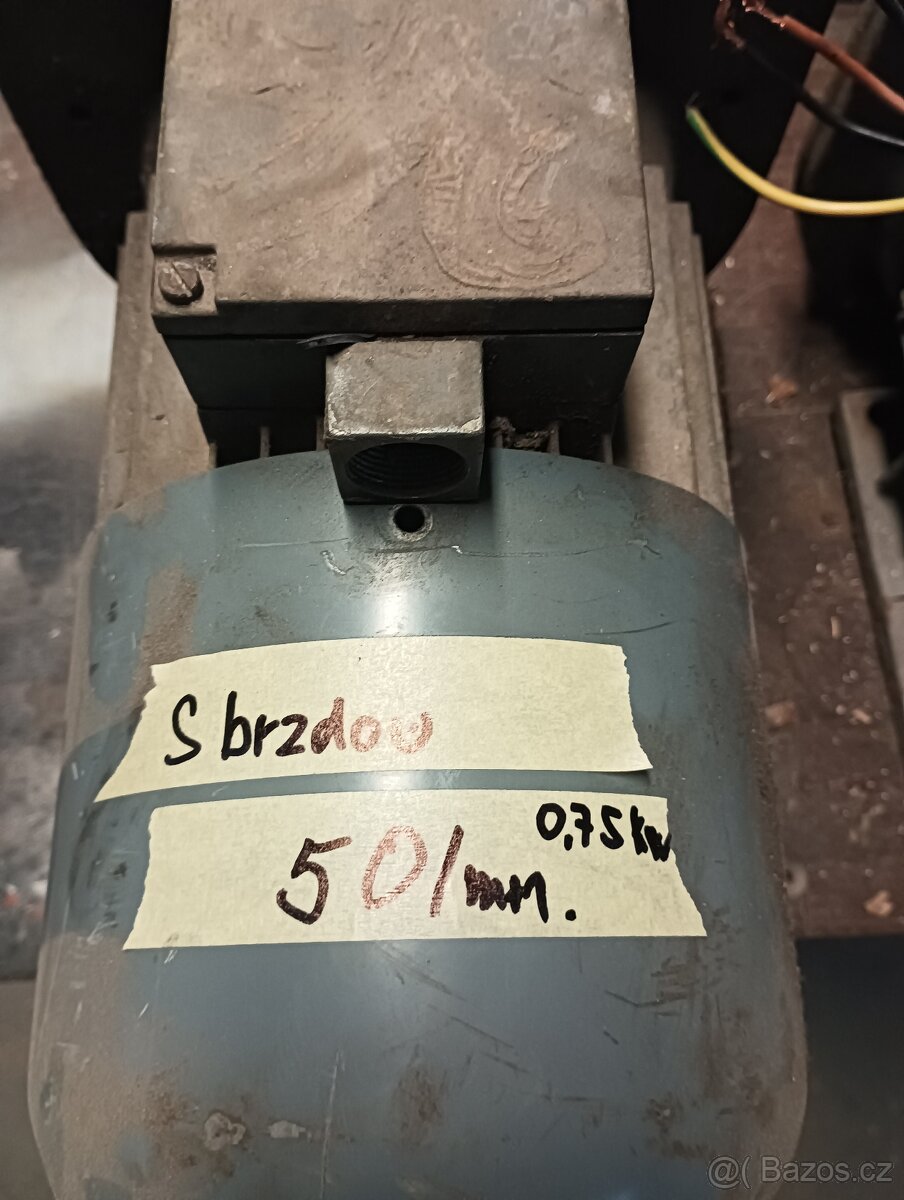 S brzdou
0,75 kw
50/min.
@( Bazos.cz